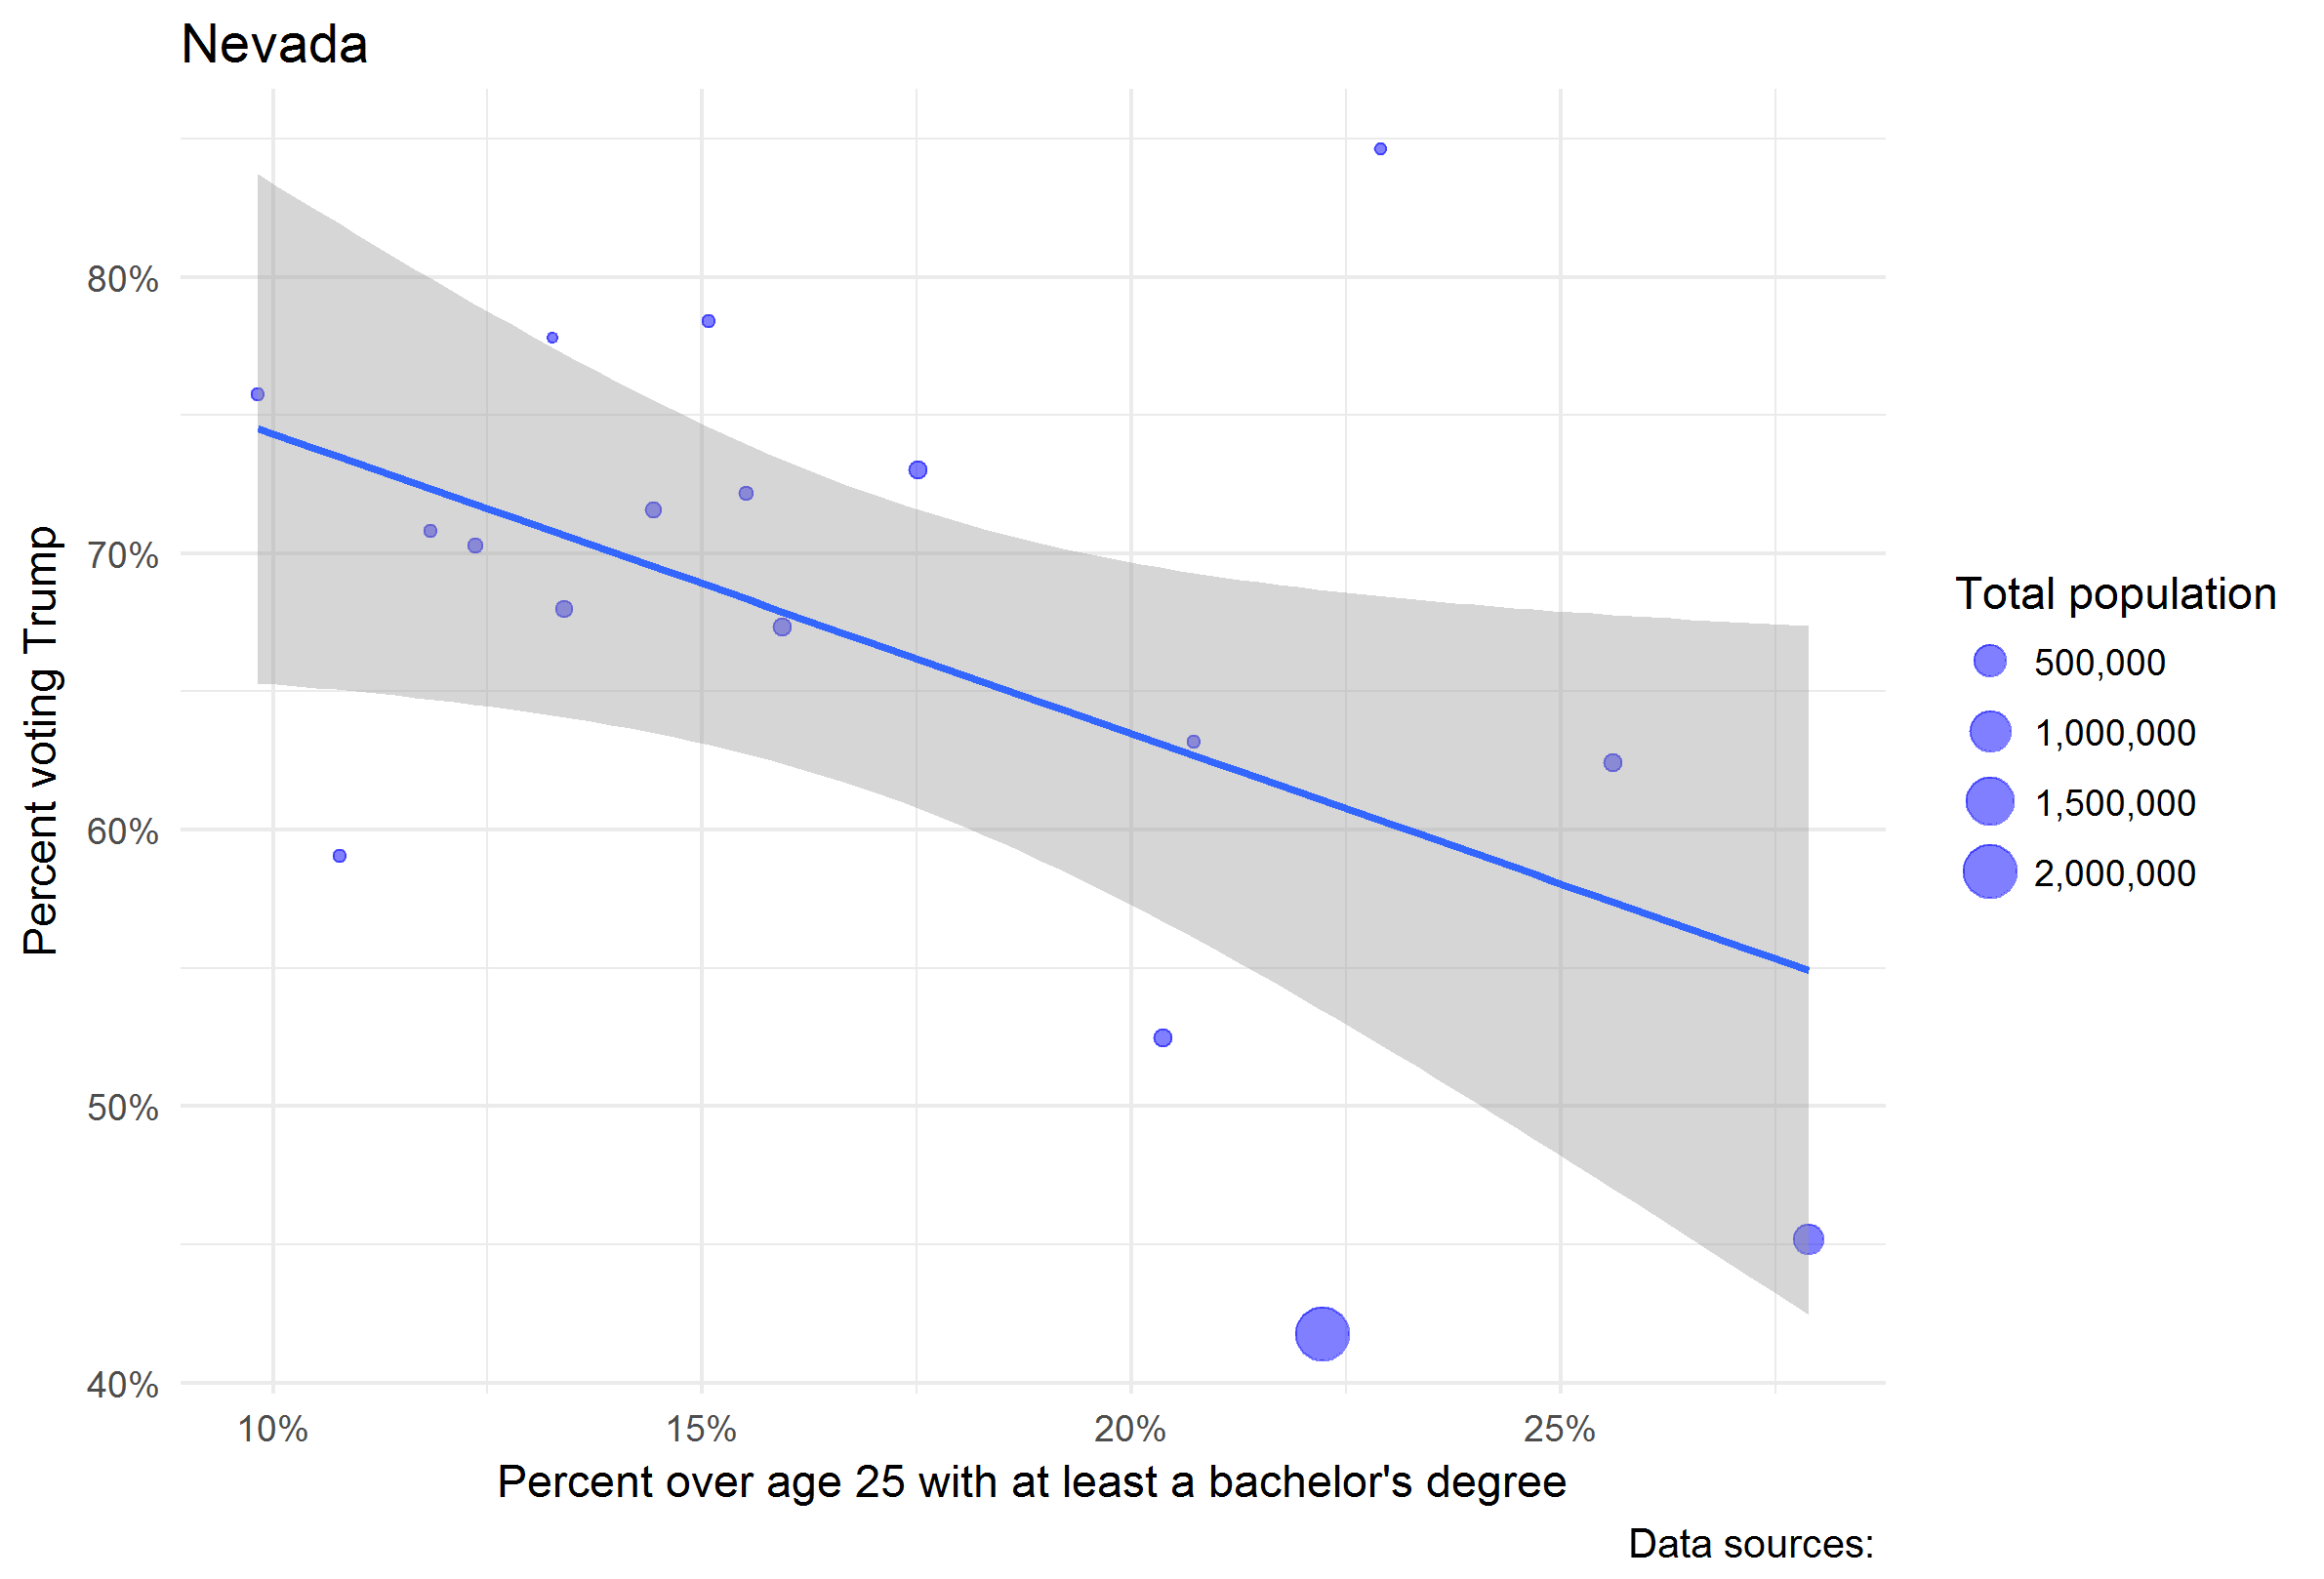 Nevada
80%
70%
60%
50%
40%
Percent voting Trump
10% 15% 20% 25%
Percent over age 25 with at least a bachelor's degree
Total population
500,000
1,000,000
1,500,000
2,000,000
Data sources: